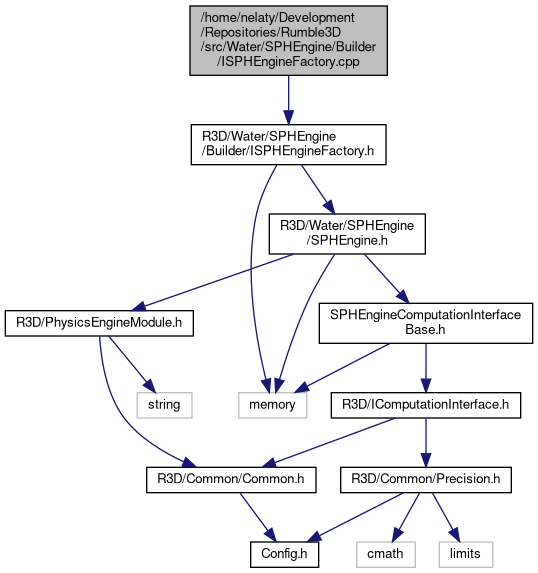 /home/nelaty/Development
/Repositories/Rumble3D
/src/Water/SPHEngine/Builder
/ISPHEngineFactory.cpp
R3D/Water/SPHEngine
/Builder/ISPHEngineFactory.h
R3D/Water/SPHEngine
/SPHEngine.h
R3D/PhysicsEngineModule.h
SPHEngineComputationInterface
Base.h
string
memory
R3D/IComputationInterface.h
R3D/Common/Common.h
R3D/Common/Precision.h
Config.h
cmath
limits